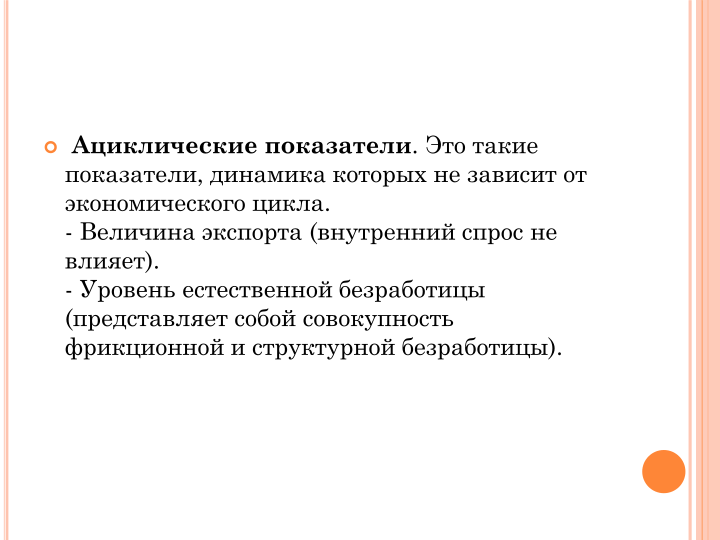 Ациклические показатели. Это такие
показатели, динамика которых не зависит от
экономического цикла.
- Величина экспорта (внутренний спрос не
влияет).
- Уровень естественной безработицы
(представляет собой совокупность
фрикционной и структурной безработицы).